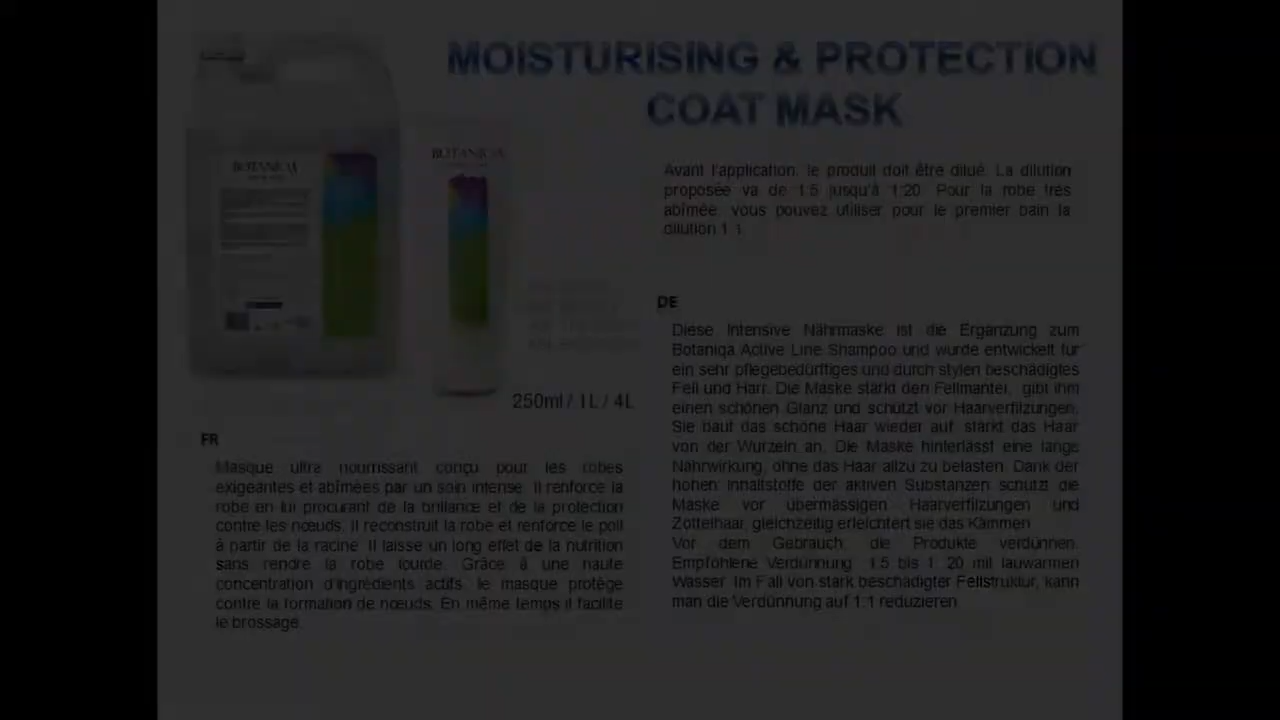 MOISTURISING & PROTECTION
COAT MASK
BOTANIQA
BOTANIQA
250ml / 1L / 4L
FR
Masque ultra nourrissant conçu pour les robes
exigeantes et abîmées par un soin intense. Il renforce la
robe en lui procurant de la brillance et de la protection
contre les nœuds. Il reconstruit la robe et renforce le poil
à partir de la racine. Il laisse un long effet de la nutrition
sans rendre la robe lourde. Grâce à une haute
concentration d'ingrédients actifs, le masque protège
contre la formation de nœuds. En même temps il facilite
le brossage.
Avant l'application, le produit doit être dilué. La dilution
proposée va de 1:5 jusqu'à 1:20. Pour la robe très
abîmée, vous pouvez utiliser pour le premier bain la
dilution 1:1.
DE
Diese Intensive Nährmaske ist die Ergänzung zum
Botaniqa Active Line Shampoo und wurde entwickelt für
ein sehr pflegebedürftiges und durch stylen beschädigtes
Fell und Harr. Die Maske stärkt den Fellmantel, gibt ihm
einen schönen Glanz und schützt vor Haarverfilzungen.
Sie baut das schöne Haar wieder auf, stärkt das Haar
von der Wurzeln an. Die Maske hinterlässt eine lange
Nährwirkung, ohne das Haar allzu zu belasten. Dank der
hohen Inhaltstoffe der aktiven Substanzen schützt die
Maske vor übermässigen Haarverfilzungen und
Zottelhaar, gleichzeitig erleichtert sie das Kämmen.
Vor dem Gebrauch, die Produkte verdünnen.
Empfohlene Verdünnung 1:5 bis 1: 20 mit lauwarmen
Wasser. Im Fall von stark beschädigter Fellstruktur, kann
man die Verdünnung auf 1:1 reduzieren.